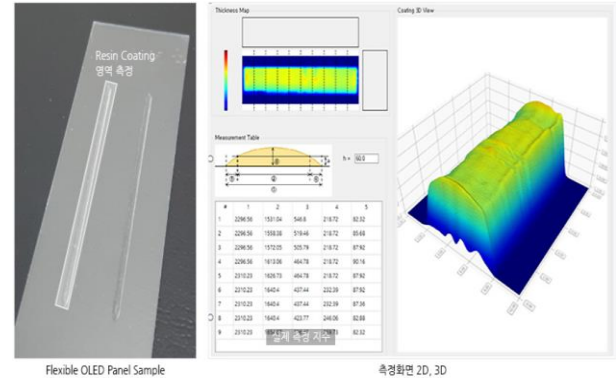 Resin Coating
영역 측정
Thickness Map
Coating 3D View
Measurement Table
h = 60.0
# 1 2 3 4 5
1 2296.56 1531.04 546.8 218.72 82.32
2 2296.56 1558.38 519.46 218.72 85.68
3 2296.56 1572.05 505.79 218.72 87.92
4 2296.56 1613.06 464.78 218.72 90.16
5 2310.23 1626.73 464.78 218.72 87.92
6 2310.23 1640.4 437.44 232.39 87.92
7 2310.23 1640.4 437.44 232.39 87.36
8 2310.23 1640.4 423.77 246.06 82.88
9 2310.23 82.32
실제 측정 치수
Flexible OLED Panel Sample
측정화면 2D, 3D